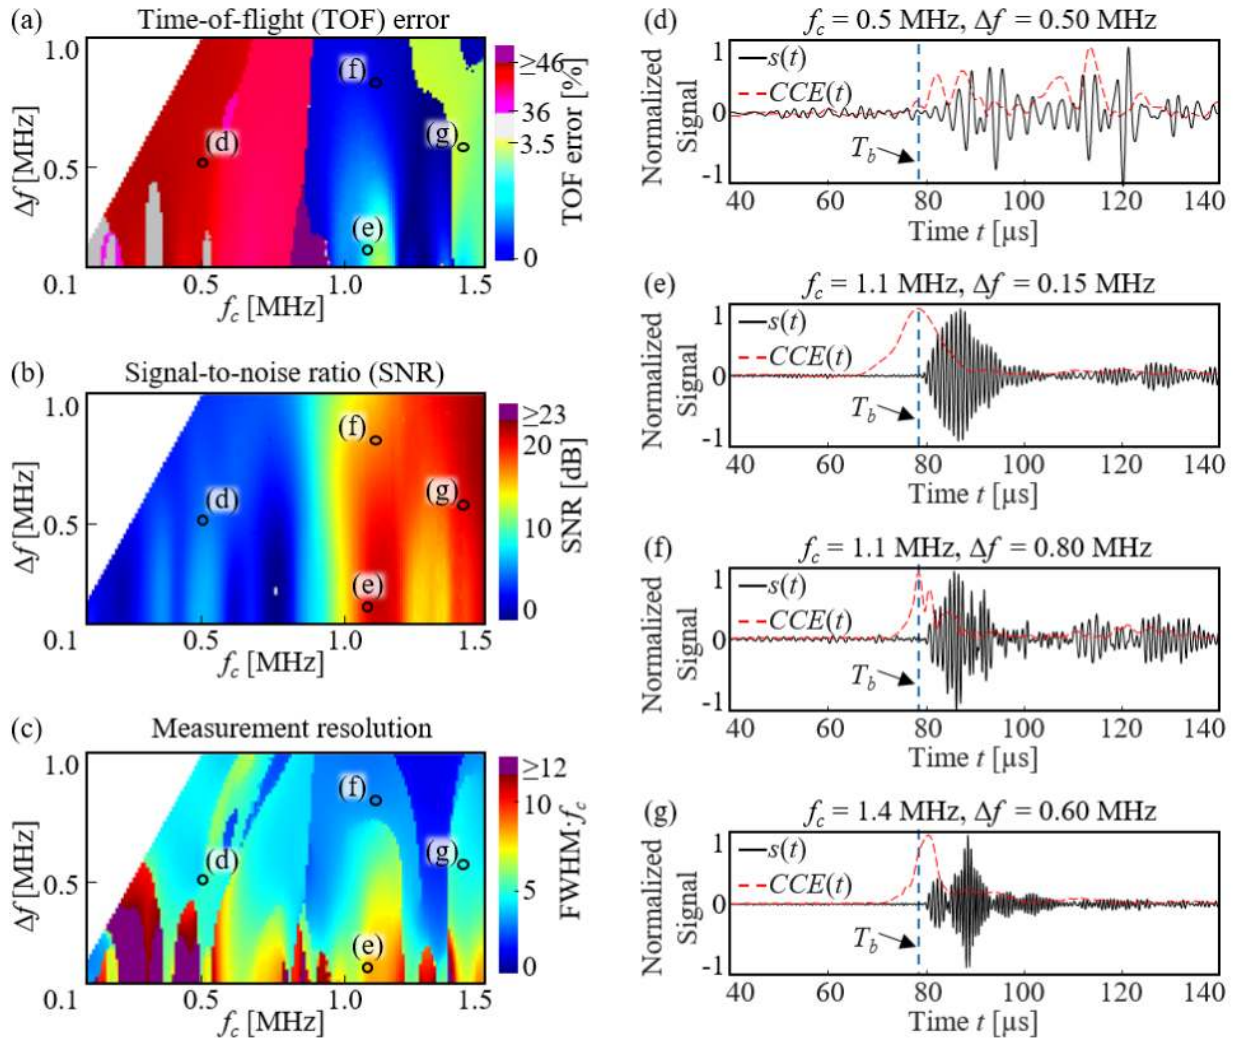 (a) Time-of-flight (TOF) error
1.0
0.5
0.1
Δf [MHz]
0.5 1.0 1.5
f_c [MHz]
(d)
(e)
(f)
(g)
≥46
36
3.5
0
TOF error [%]
(b) Signal-to-noise ratio (SNR)
1.0
0.5
0.1
Δf [MHz]
0.5 1.0 1.5
f_c [MHz]
(d)
(e)
(f)
(g)
≥23
20
10
0
SNR [dB]
(c) Measurement resolution
1.0
0.5
0.1
Δf [MHz]
0.5 1.0 1.5
f_c [MHz]
(d)
(e)
(f)
(g)
≥12
10
5
0
FWHM·f_c
(d) f_c = 0.5 MHz, Δf = 0.50 MHz
Normalized
Signal
1
0
-1
s(t)
CCE(t)
T_b
40 60 80 100 120 140
Time t [µs]
(e) f_c = 1.1 MHz, Δf = 0.15 MHz
Normalized
Signal
1
0
-1
s(t)
CCE(t)
T_b
40 60 80 100 120 140
Time t [µs]
(f) f_c = 1.1 MHz, Δf = 0.80 MHz
Normalized
Signal
1
0
-1
s(t)
CCE(t)
T_b
40 60 80 100 120 140
Time t [µs]
(g) f_c = 1.4 MHz, Δf = 0.60 MHz
Normalized
Signal
1
0
-1
s(t)
CCE(t)
T_b
40 60 80 100 120 140
Time t [µs]